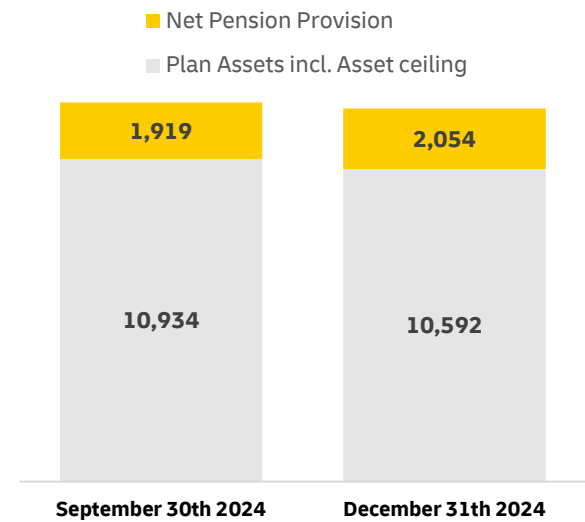 Net Pension Provision
Plan Assets incl. Asset ceiling
1,919
2,054
10,934
10,592
September 30th 2024
December 31th 2024